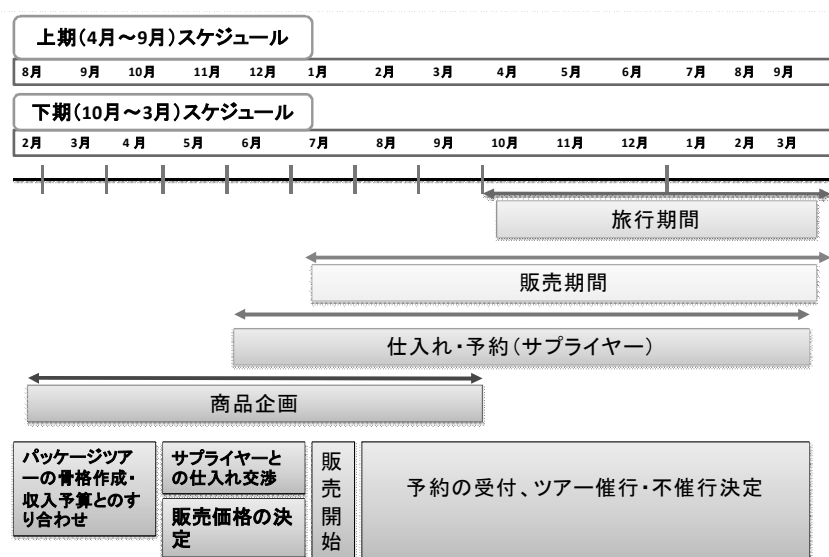 上期(4月～9月)スケジュール
8月 9月 10月 11月 12月 1月 2月 3月 4月 5月 6月 7月 8月 9月
下期(10月～3月)スケジュール
2月 3月 4月 5月 6月 7月 8月 9月 10月 11月 12月 1月 2月 3月
旅行期間
販売期間
仕入れ・予約(サプライヤー)
商品企画
パッケージツア
ーの骨格作成・
収入予算とのす
り合わせ
サプライヤーと
の仕入れ交渉
販売価格の決
定
販
売
開
始
予約の受付、ツアー催行・不催行決定